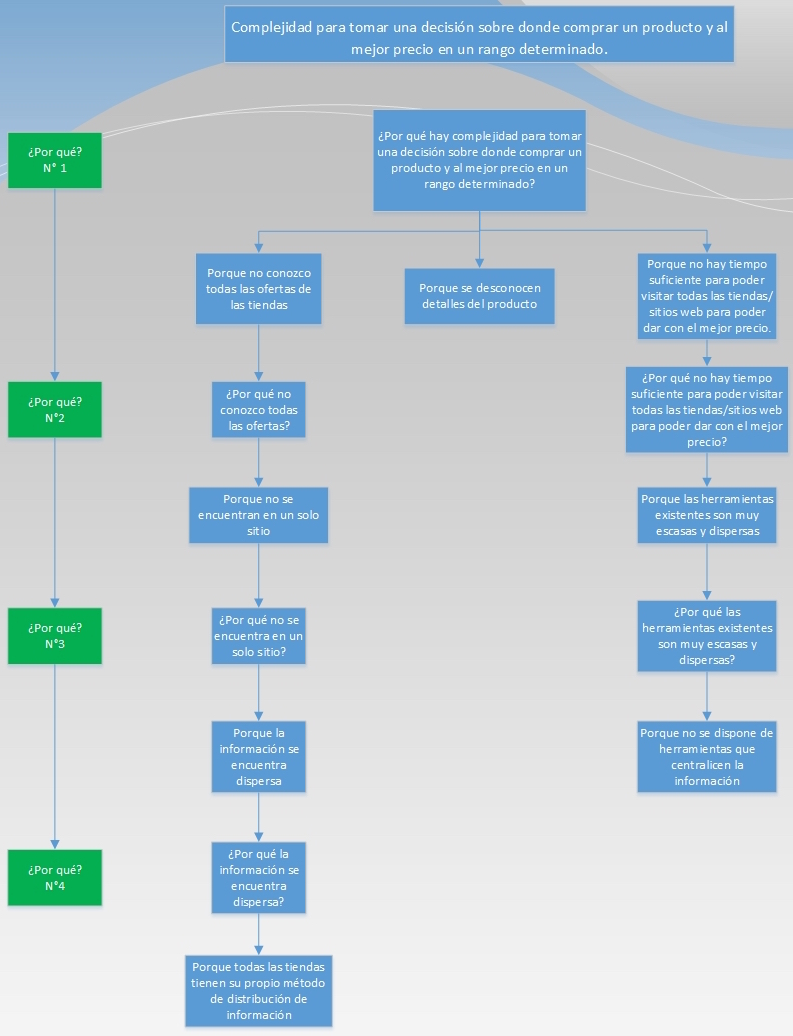 Complejidad para tomar una decisión sobre donde comprar un producto y al
mejor precio en un rango determinado.
¿Por qué?
N° 1
¿Por qué hay complejidad para tomar
una decisión sobre donde comprar un
producto y al mejor precio en un
rango determinado?
Porque no conozco
todas las ofertas de
las tiendas
Porque se desconocen
detalles del producto
Porque no hay tiempo
suficiente para poder
visitar todas las tiendas/
sitios web para poder
dar con el mejor precio.
¿Por qué?
N°2
¿Por qué no
conozco todas
las ofertas?
¿Por qué no hay tiempo
suficiente para poder visitar
todas las tiendas/sitios web
para poder dar con el mejor
precio?
Porque no se
encuentran en un solo
sitio
Porque las herramientas
existentes son muy
escasas y dispersas
¿Por qué?
N°3
¿Por qué no se
encuentra en un
solo sitio?
¿Por qué las
herramientas existentes
son muy escasas y
dispersas?
Porque la
información se
encuentra
dispersa
Porque no se dispone de
herramientas que
centralicen la
información
¿Por qué?
N°4
¿Por qué la
información se
encuentra
dispersa?
Porque todas las tiendas
tienen su propio método
de distribución de
información